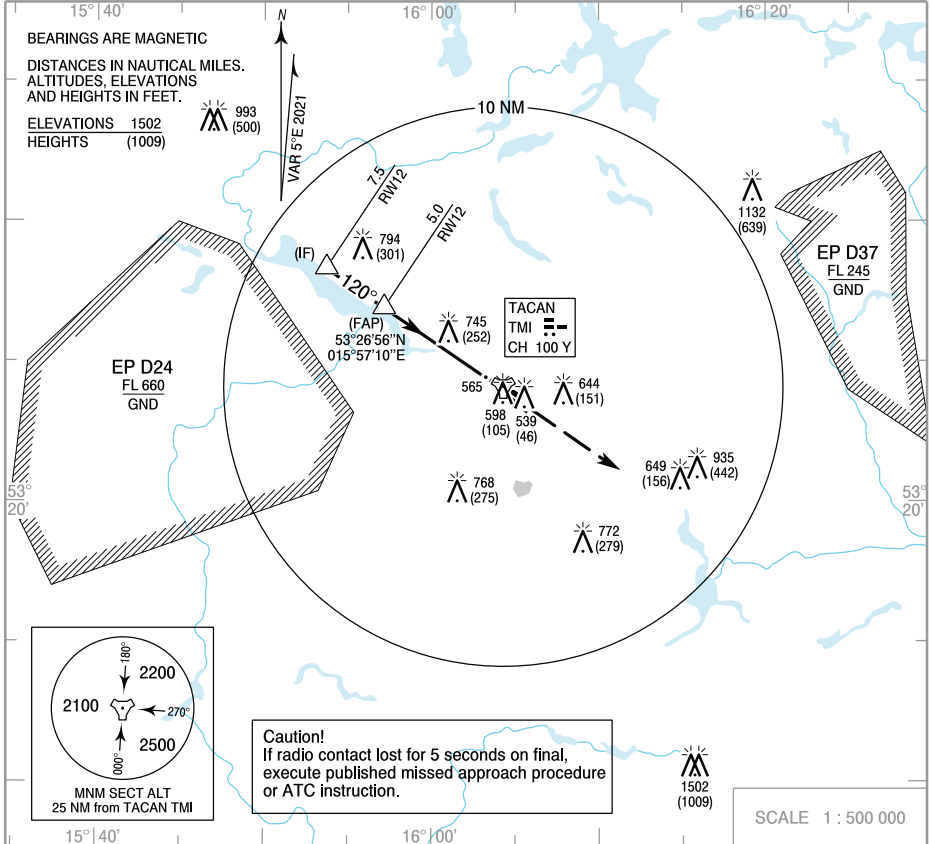 15° 40'
16° 00'
16° 20'
BEARINGS ARE MAGNETIC
DISTANCES IN NAUTICAL MILES.
ALTITUDES, ELEVATIONS
AND HEIGHTS IN FEET.
ELEVATIONS 1502
HEIGHTS (1009)
993
(500)
N
VAR 5°E 2021
10 NM
7.5
RW12
5.0
RW12
794
(301)
(IF)
120°
(FAP)
53°26'56"N
015°57'10"E
745
(252)
TACAN
TMI
CH 100 Y
1132
(639)
EP D37
FL 245
GND
EP D24
FL 660
GND
565
598
(105)
539
(46)
644
(151)
768
(275)
649
(156)
935
(442)
772
(279)
53°
20'
53°
20'
180°
2200
2100
270°
2500
000°
MNM SECT ALT
25 NM from TACAN TMI
Caution!
If radio contact lost for 5 seconds on final,
execute published missed approach procedure
or ATC instruction.
1502
(1009)
SCALE 1 : 500 000
15° 40'
16° 00'